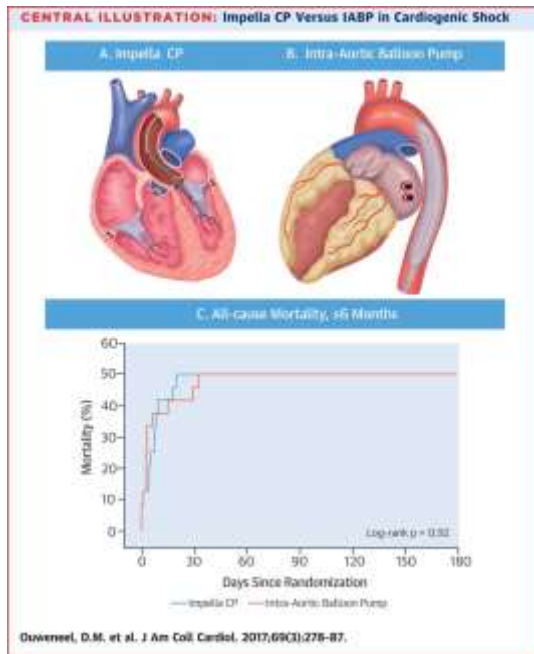 CENTRAL ILLUSTRATION: Impella CP Versus IABP in Cardiogenic Shock
A. Impella CP
B. Intra-Aortic Balloon Pump
C. All-cause Mortality, ≤6 Months
60
50
40
30
20
10
0
Mortality (%)
Log-rank p = 0.92
0 30 60 90 120 150 180
Days Since Randomization
Impella CP Intra-Aortic Balloon Pump
Ouweneel, D.M. et al. J Am Coll Cardiol. 2017;69(3):278-87.